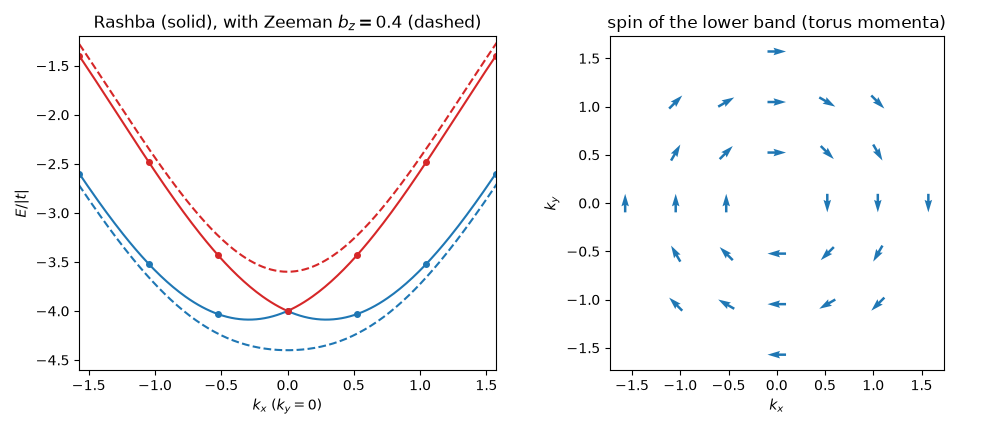 Rashba (solid), with Zeeman $b_z = 0.4$ (dashed)
−1.5
−2.0
−2.5
−3.0
−3.5
−4.0
−4.5
E/|t|
−1.5 −1.0 −0.5 0.0 0.5 1.0 1.5
$k_x$ ($k_y = 0$)
spin of the lower band (torus momenta)
1.5
1.0
0.5
0.0
−0.5
−1.0
−1.5
$k_y$
−1.5 −1.0 −0.5 0.0 0.5 1.0 1.5
$k_x$